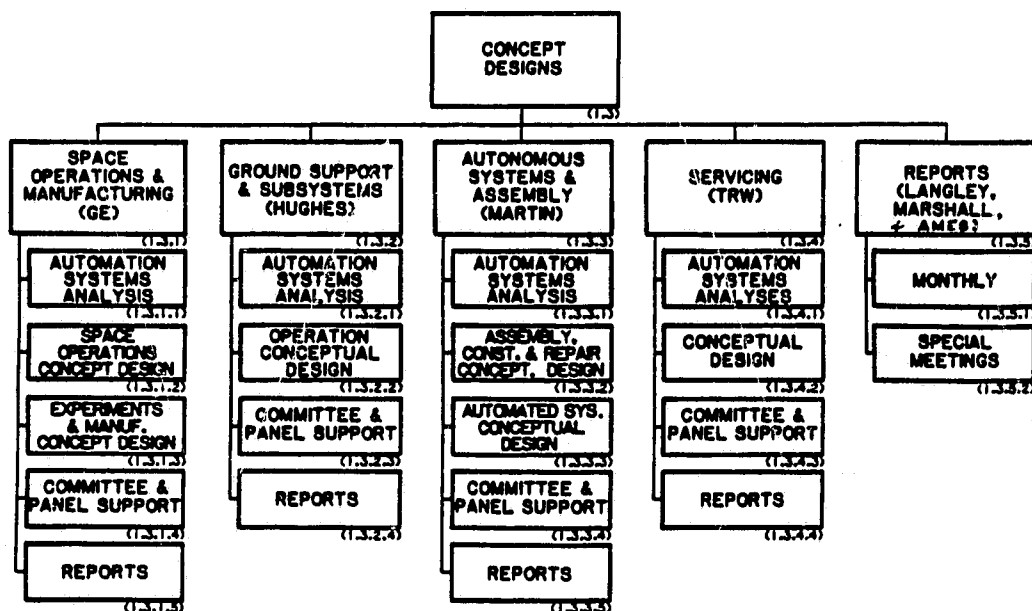 CONCEPT
DESIGNS
(1.3)
SPACE
OPERATIONS &
MANUFACTURING
(GE)
(1.3.1)
AUTOMATION
SYSTEMS
ANALYSIS
(1.3.1.1)
SPACE
OPERATIONS
CONCEPT DESIGN
(1.3.1.2)
EXPERIMENTS
& MANUF.
CONCEPT DESIGN
(1.3.1.3)
COMMITTEE &
PANEL SUPPORT
(1.3.1.4)
REPORTS
(1.3.1.5)
GROUND SUPPORT
& SUBSYSTEMS
(HUGHES)
(1.3.2)
AUTOMATION
SYSTEMS
ANALYSIS
(1.3.2.1)
OPERATION
CONCEPTUAL
DESIGN
(1.3.2.2)
COMMITTEE &
PANEL SUPPORT
(1.3.2.3)
REPORTS
(1.3.2.4)
AUTONOMOUS
SYSTEMS &
ASSEMBLY
(MARTIN)
(1.3.3)
AUTOMATION
SYSTEMS
ANALYSIS
(1.3.3.1)
ASSEMBLY,
CONST. & REPAIR
CONCEPT. DESIGN
(1.3.3.2)
AUTOMATED SYS.
CONCEPTUAL
DESIGN
(1.3.3.3)
COMMITTEE &
PANEL SUPPORT
(1.3.3.4)
REPORTS
(1.3.3.5)
SERVICING
(TRW)
(1.3.4)
AUTOMATION
SYSTEMS
ANALYSES
(1.3.4.1)
CONCEPTUAL
DESIGN
(1.3.4.2)
COMMITTEE &
PANEL SUPPORT
(1.3.4.3)
REPORTS
(1.3.4.4)
REPORTS
(LANGLEY,
MARSHALL,
& AMES)
(1.3.5)
MONTHLY
(1.3.5.1)
SPECIAL
MEETINGS
(1.3.5.2)